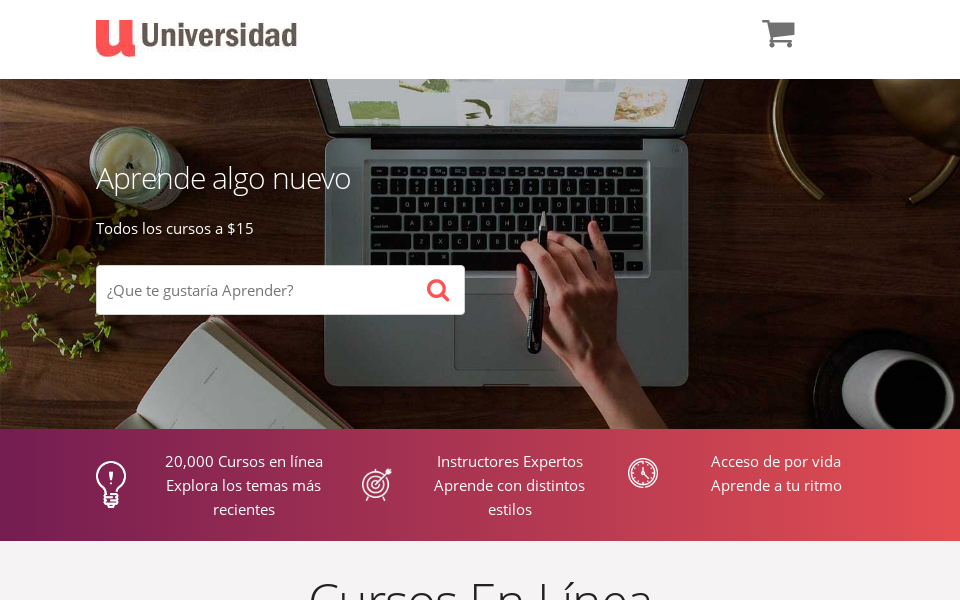 Universidad
Aprende algo nuevo
Todos los cursos a $15
¿Que te gustaría Aprender?
20,000 Cursos en línea
Explora los temas más
recientes
Instructores Expertos
Aprende con distintos
estilos
Acceso de por vida
Aprende a tu ritmo
Cursos En Línea